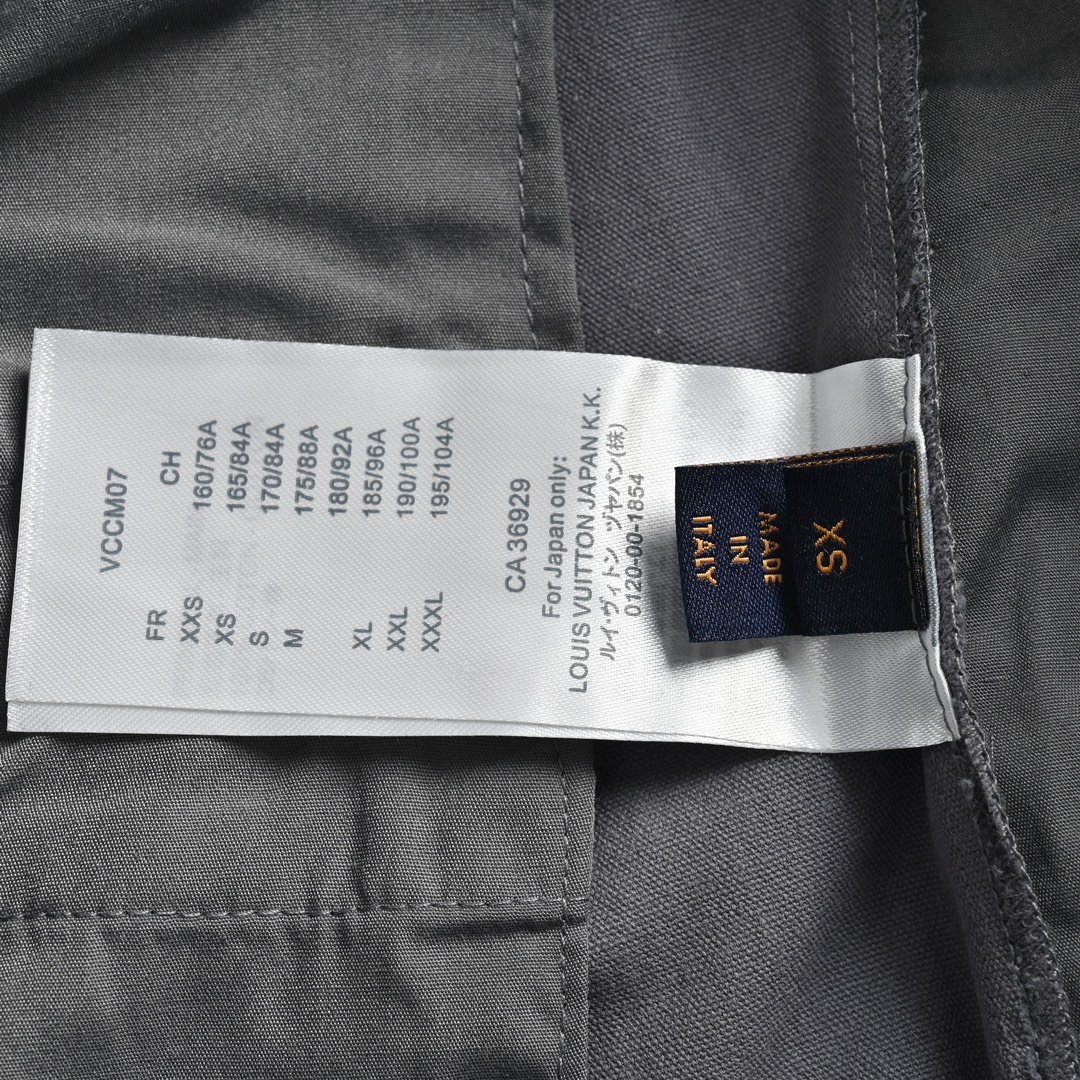 VCCM07
FR CH
XXS 160/76A
XS 165/84A
S 170/84A
M 175/88A
180/92A
XL 185/96A
XXL 190/100A
XXXL 195/104A
CA 36929
For Japan only:
LOUIS VUITTON JAPAN K.K.
ルイ・ヴィトン ヅヤパン(株)
0120-00-1854
XS
MADE
IN
ITALY